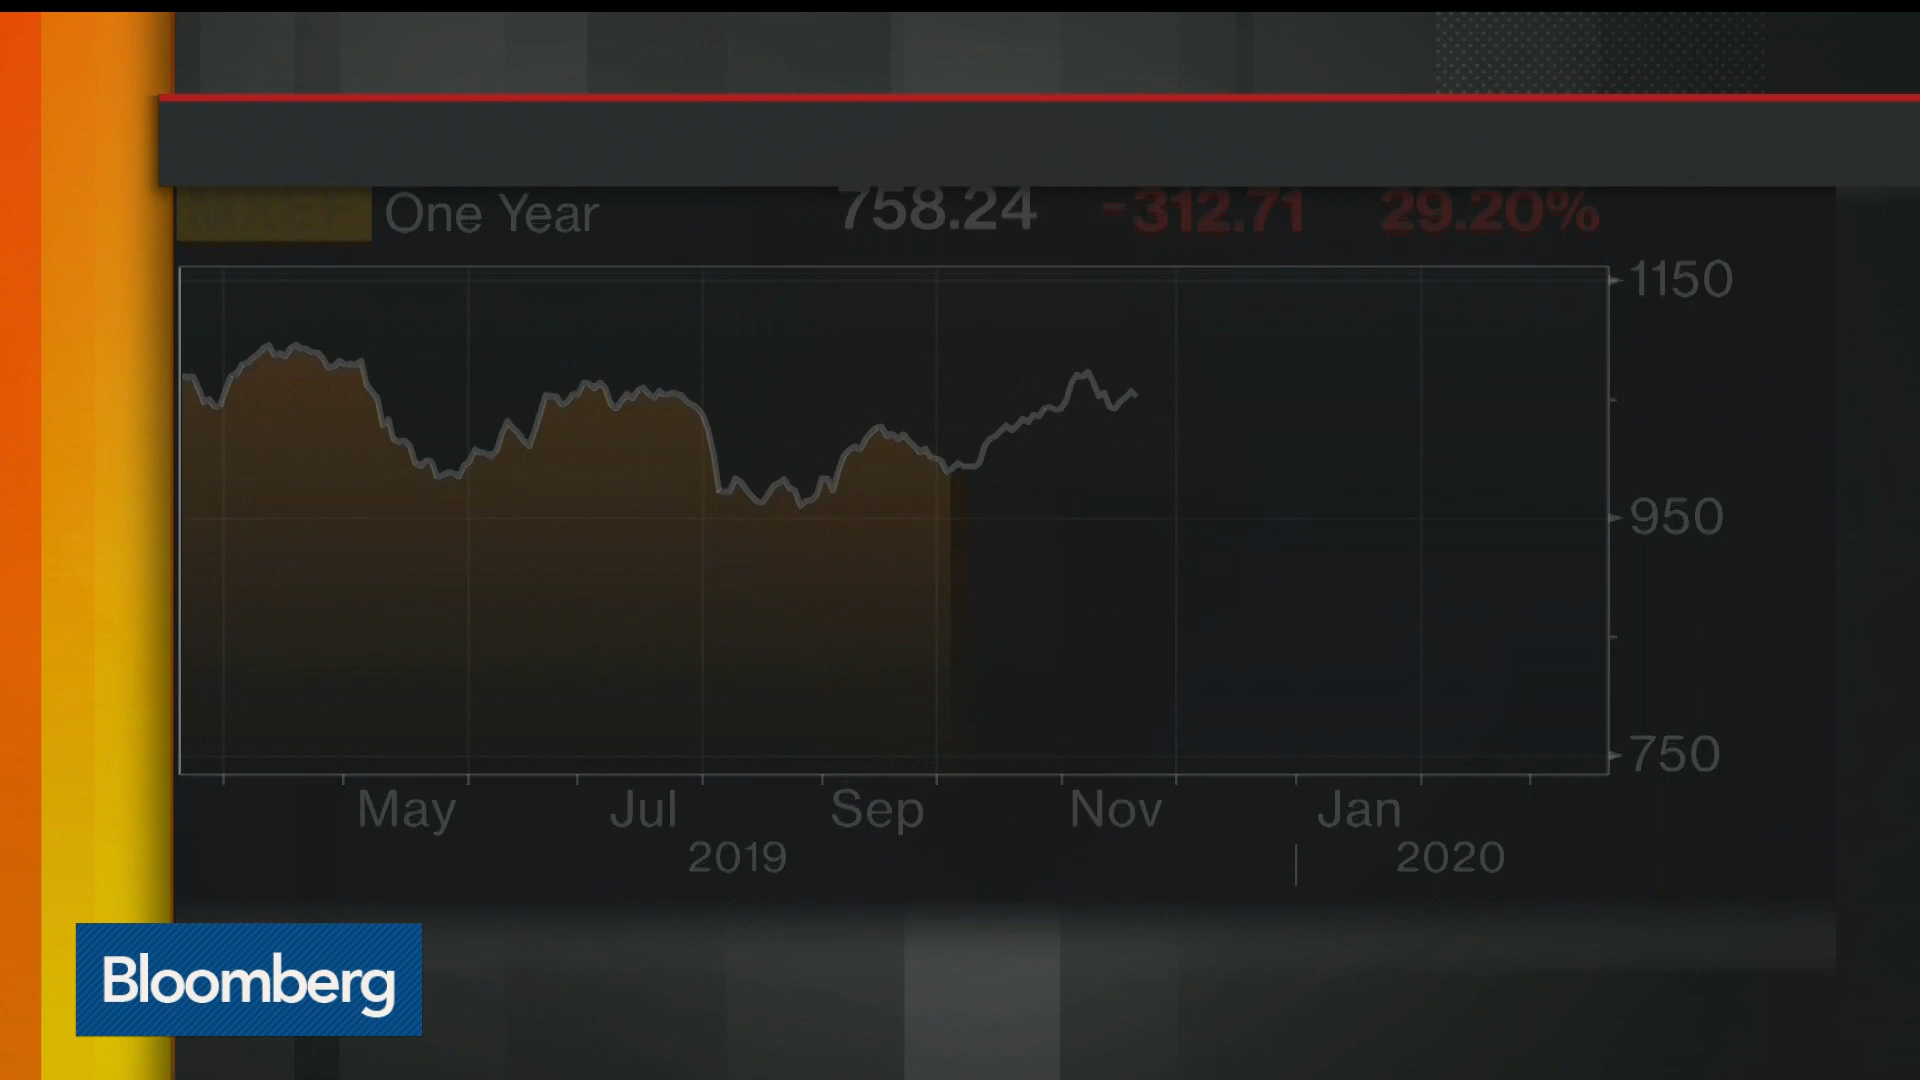 One Year 758.24 -312.71 29.20%
1150
950
750
May Jul Sep Nov Jan
2019 2020
Bloomberg